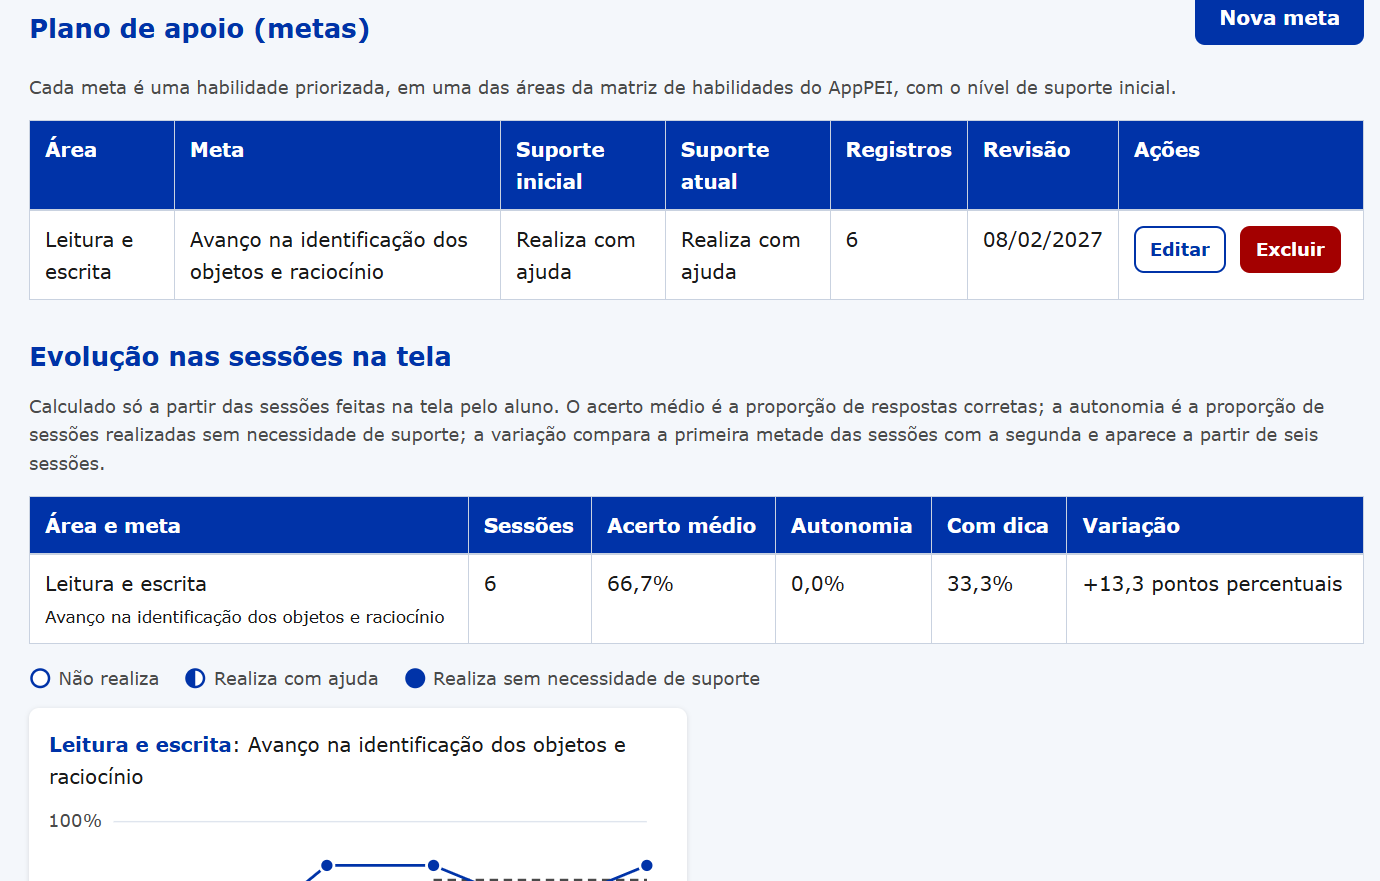 Plano de apoio (metas)
Nova meta
Cada meta é uma habilidade priorizada, em uma das áreas da matriz de habilidades do AppPEI, com o nível de suporte inicial.
Área
Meta
Suporte
inicial
Suporte
atual
Registros
Revisão
Ações
Leitura e
escrita
Avanço na identificação dos
objetos e raciocínio
Realiza com
ajuda
Realiza com
ajuda
6
08/02/2027
Editar
Excluir
Evolução nas sessões na tela
Calculado só a partir das sessões feitas na tela pelo aluno. O acerto médio é a proporção de respostas corretas; a autonomia é a proporção de
sessões realizadas sem necessidade de suporte; a variação compara a primeira metade das sessões com a segunda e aparece a partir de seis
sessões.
Área e meta
Sessões
Acerto médio
Autonomia
Com dica
Variação
Leitura e escrita
Avanço na identificação dos objetos e raciocínio
6
66,7%
0,0%
33,3%
+13,3 pontos percentuais
Não realiza
Realiza com ajuda
Realiza sem necessidade de suporte
Leitura e escrita: Avanço na identificação dos objetos e
raciocínio
100%